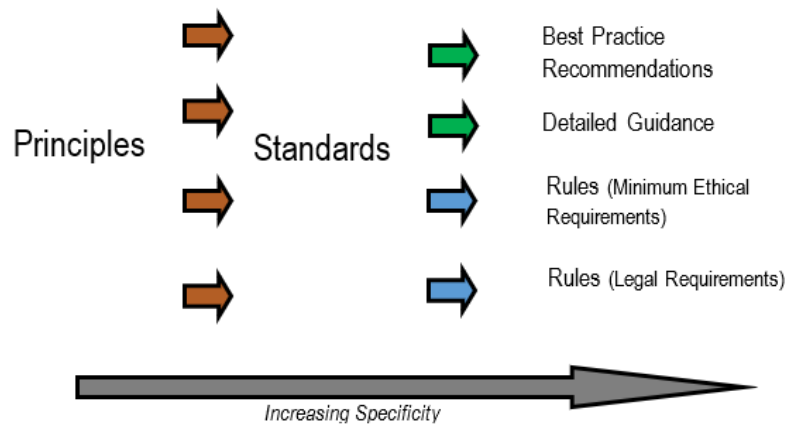 Principles
Standards
Best Practice
Recommendations
Detailed Guidance
Rules (Minimum Ethical
Requirements)
Rules (Legal Requirements)
Increasing Specificity